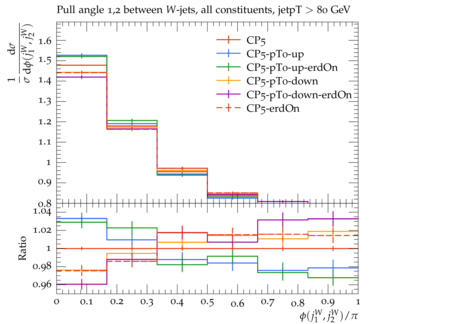 Pull angle 1,2 between W-jets, all constituents, jetpT > 80 GeV
1/σ dσ/dϕ(j₁ᵂ, j₂ᵂ)
CP5
CP5-pTo-up
CP5-pTo-up-erdOn
CP5-pTo-down
CP5-pTo-down-erdOn
CP5-erdOn
1.6
1.5
1.4
1.3
1.2
1.1
1
0.9
0.8
Ratio
1.04
1.02
1.0
0.98
0.96
0 0.1 0.2 0.3 0.4 0.5 0.6 0.7 0.8 0.9 1
ϕ(j₁ᵂ, j₂ᵂ)/π